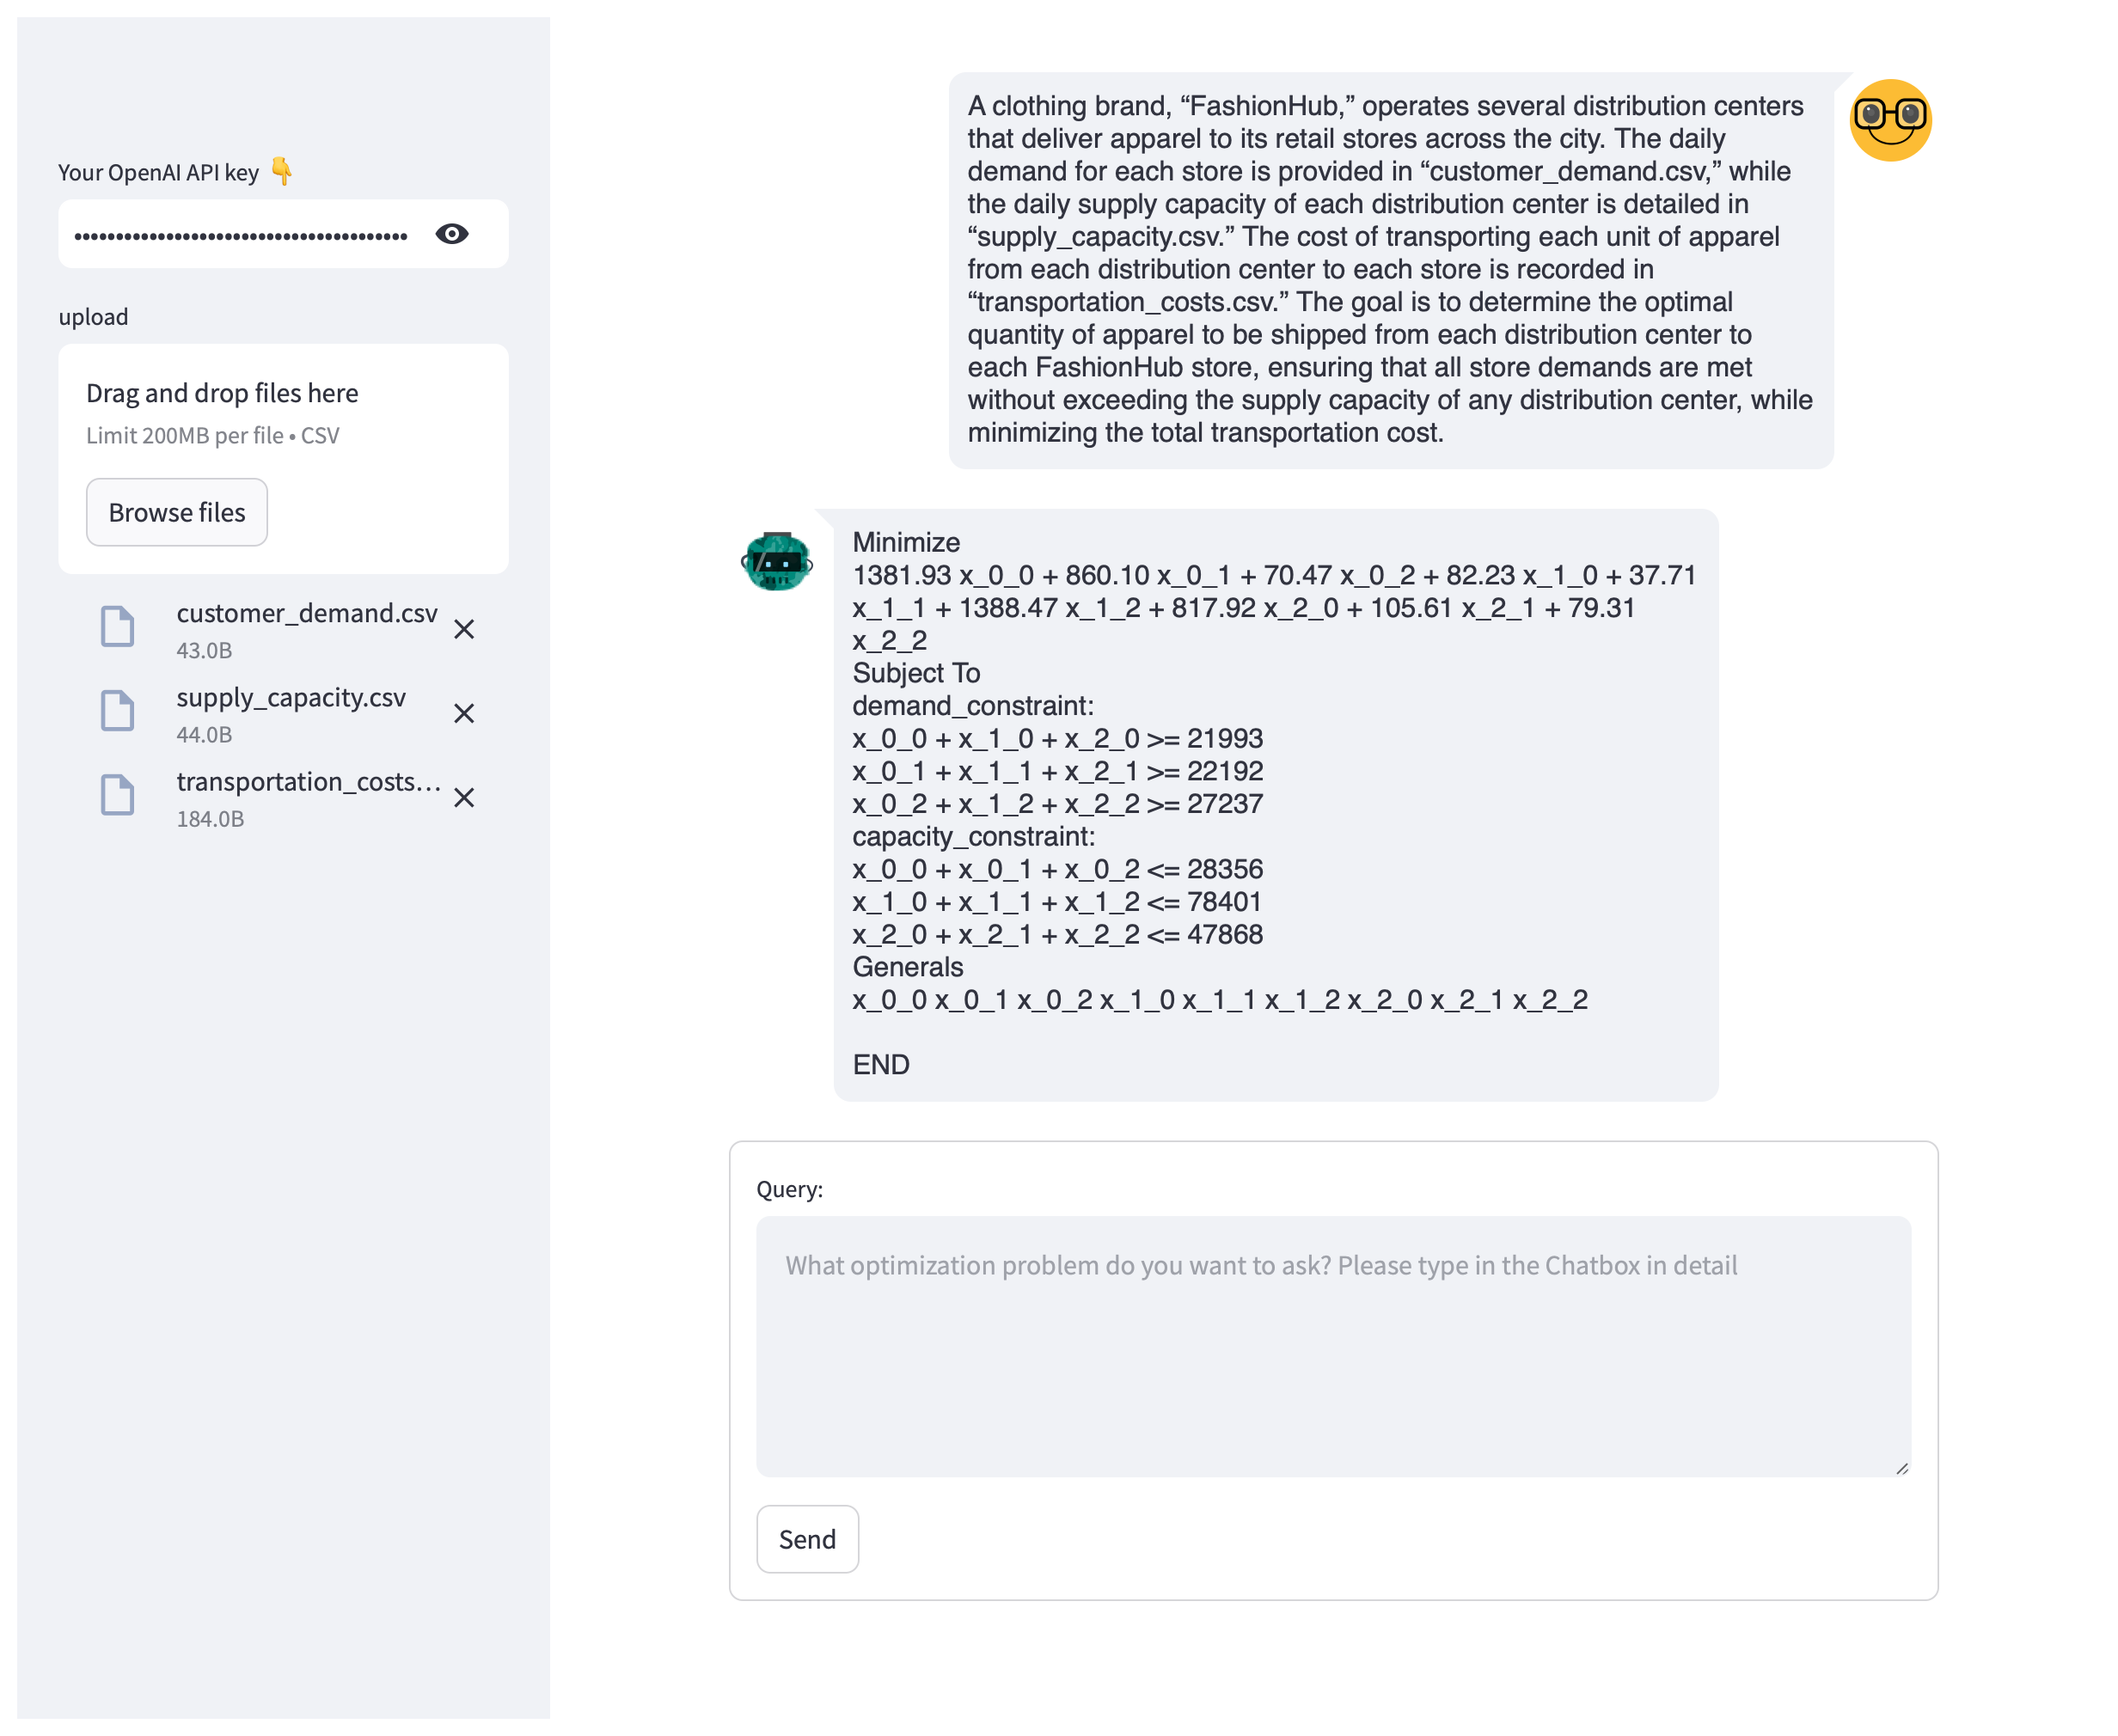 Your OpenAI API key 👇
••••••••••••••••••••••••••••••••••••••••
upload
Drag and drop files here
Limit 200MB per file • CSV
Browse files
customer_demand.csv
43.0B
supply_capacity.csv
44.0B
transportation_costs...
184.0B
A clothing brand, “FashionHub,” operates several distribution centers
that deliver apparel to its retail stores across the city. The daily
demand for each store is provided in “customer_demand.csv,” while
the daily supply capacity of each distribution center is detailed in
“supply_capacity.csv.” The cost of transporting each unit of apparel
from each distribution center to each store is recorded in
“transportation_costs.csv.” The goal is to determine the optimal
quantity of apparel to be shipped from each distribution center to
each FashionHub store, ensuring that all store demands are met
without exceeding the supply capacity of any distribution center, while
minimizing the total transportation cost.
Minimize
1381.93 x_0_0 + 860.10 x_0_1 + 70.47 x_0_2 + 82.23 x_1_0 + 37.71
x_1_1 + 1388.47 x_1_2 + 817.92 x_2_0 + 105.61 x_2_1 + 79.31
x_2_2
Subject To
demand_constraint:
x_0_0 + x_1_0 + x_2_0 >= 21993
x_0_1 + x_1_1 + x_2_1 >= 22192
x_0_2 + x_1_2 + x_2_2 >= 27237
capacity_constraint:
x_0_0 + x_0_1 + x_0_2 <= 28356
x_1_0 + x_1_1 + x_1_2 <= 78401
x_2_0 + x_2_1 + x_2_2 <= 47868
Generals
x_0_0 x_0_1 x_0_2 x_1_0 x_1_1 x_1_2 x_2_0 x_2_1 x_2_2
END
Query:
What optimization problem do you want to ask? Please type in the Chatbox in detail
Send